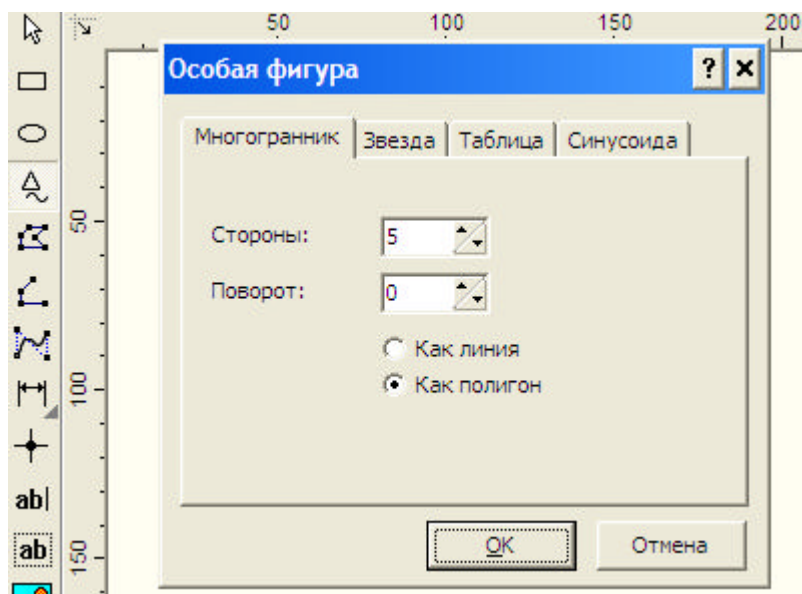 50 100 150 200
Особая фигура
Многогранник Звезда Таблица Синусоида
50
Стороны: 5
Поворот: 0
Как линия
100
Как полигон
ab
ab
150
OK Отмена